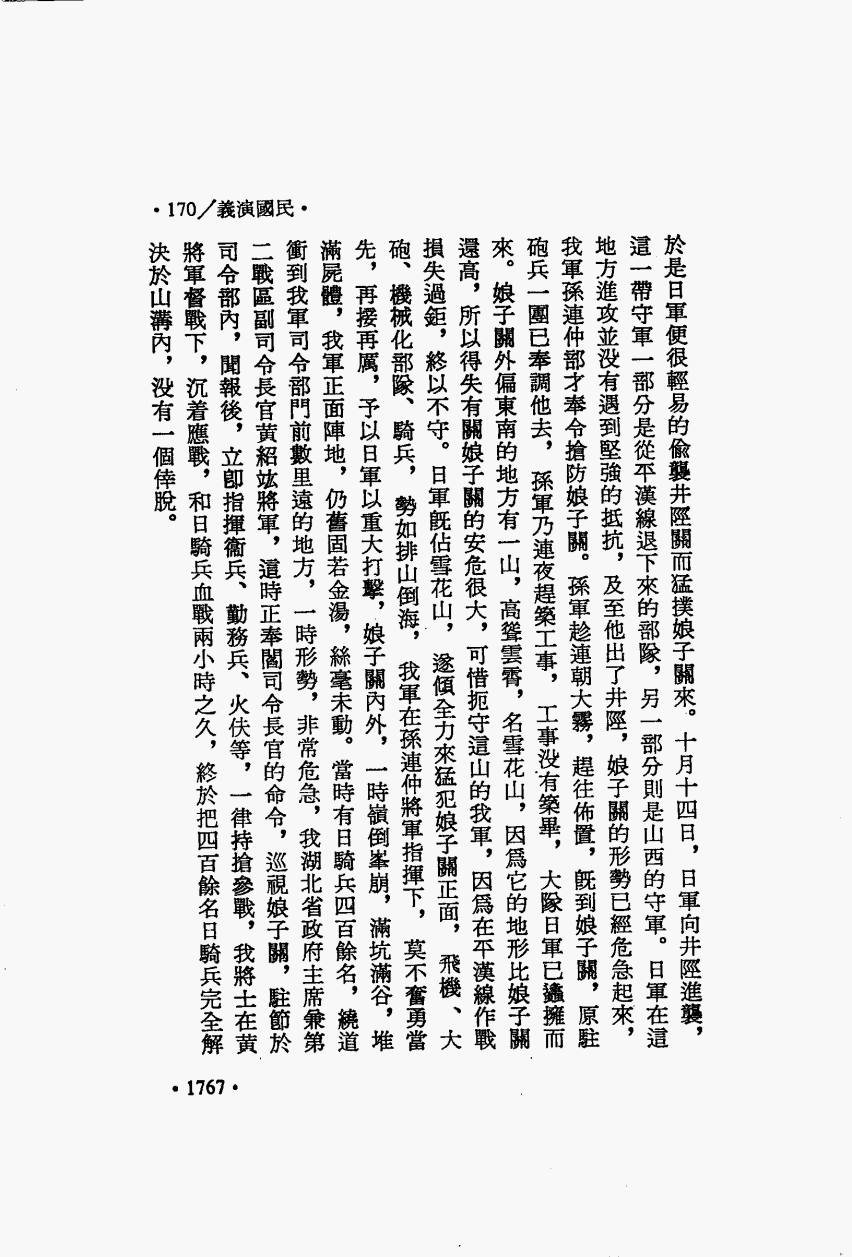 •170／義演國民•
於是日軍便很輕易的偷襲井陘關而猛撲娘子關來。十月十四日，日軍向井陘進襲，
這一帶守軍一部分是從平漢線退下來的部隊，另一部分則是山西的守軍。日軍在這
地方進攻並没有遇到堅強的抵抗，及至他出了井陘，娘子關的形勢已經危急起來，
我軍孫連仲部才奉令搶防娘子關。孫軍趁連朝大霧，趕往佈置，既到娘子關，原駐
砲兵一團已奉調他去，孫軍乃連夜趕築工事，工事没有築畢，大隊日軍已蠭擁而
來。娘子關外偏東南的地方有一山，高聳雲霄，名雪花山，因爲它的地形比娘子關
還高，所以得失有關娘子關的安危很大，可惜扼守這山的我軍，因爲在平漢線作戰
損失過鉅，終以不守。日軍既佔雪花山，遂傾全力來猛犯娘子關正面，飛機、大
砲、機械化部隊、騎兵，勢如排山倒海，我軍在孫連仲將軍指揮下，莫不奮勇當
先，再接再厲，予以日軍以重大打擊，娘子關內外，一時嶺倒峯崩，滿坑滿谷，堆
滿屍體，我軍正面陣地，仍舊固若金湯，絲毫未動。當時有日騎兵四百餘名，繞道
衝到我軍司令部門前數里遠的地方，一時形勢，非常危急，我湖北省政府主席兼第
二戰區副司令長官黄紹竑將軍，這時正奉閻司令長官的命令，巡視娘子關，駐節於
司令部內，聞報後，立卽指揮衞兵、勤務兵、火伕等，一律持搶參戰，我將士在黄
將軍督戰下，沉着應戰，和日騎兵血戰兩小時之久，終於把四百餘名日騎兵完全解
決於山溝內，没有一個倖脫。
•1767•